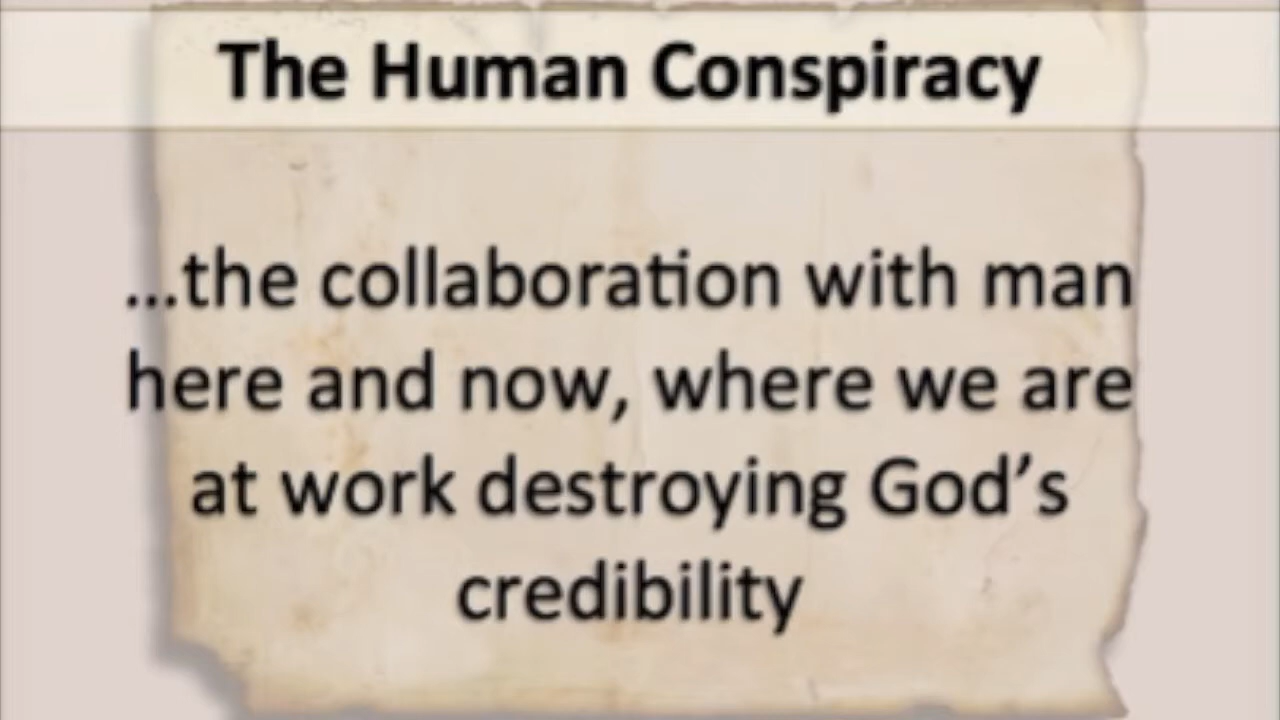 The Human Conspiracy
...the collaboration with man
here and now, where we are
at work destroying God’s
credibility